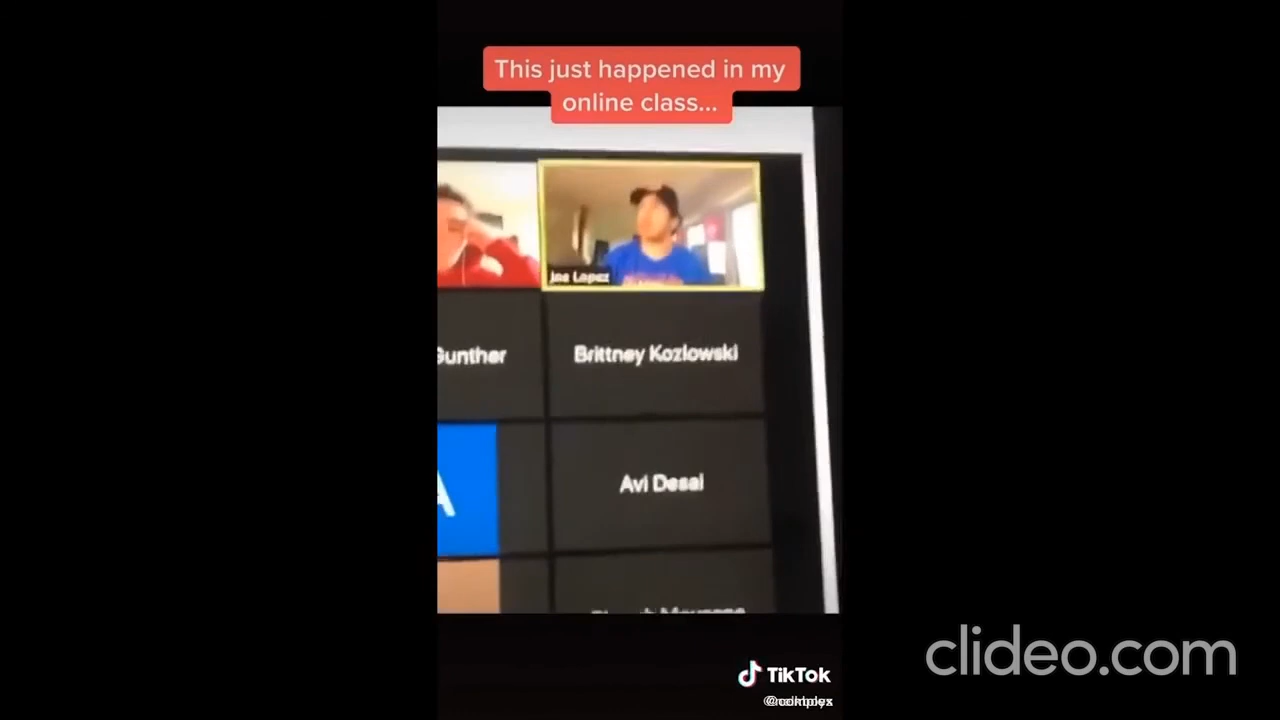 This just happened in my
online class...
Joe Lopez
Gunther
Brittney Kozlowski
Avi Desai
TikTok
clideo.com